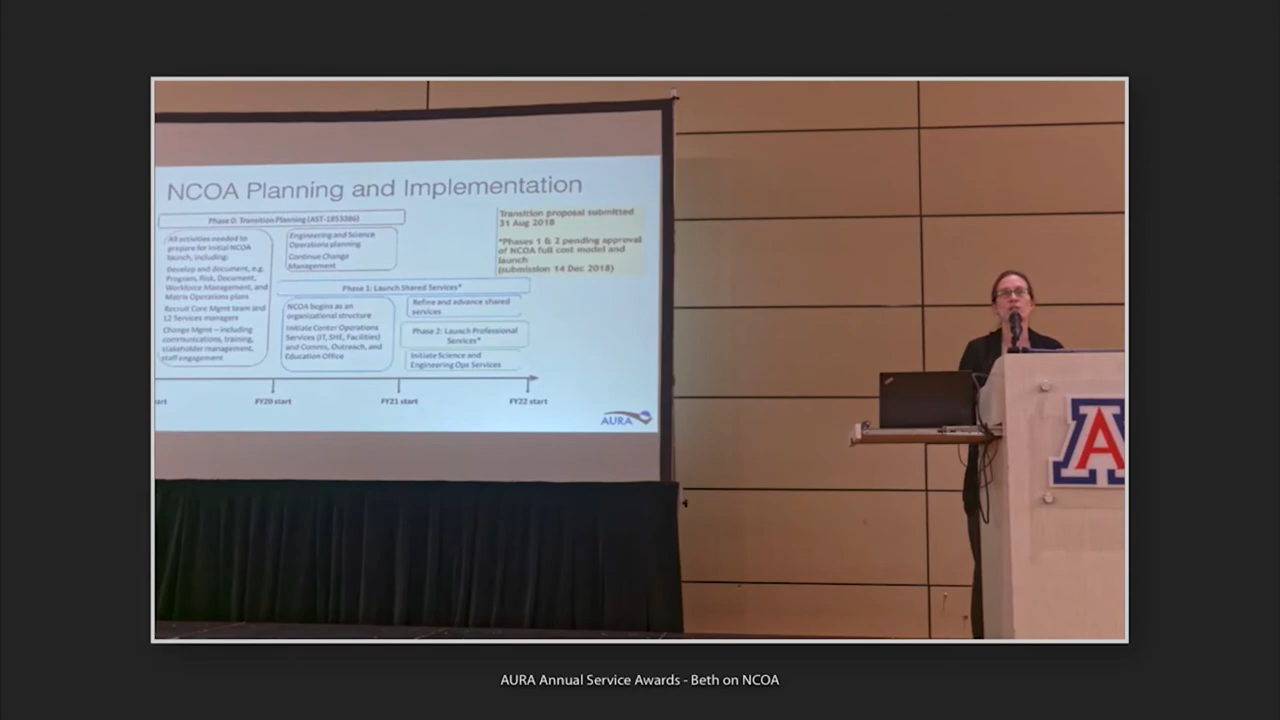 NCOA Planning and Implementation
Phase 0: Transition Planning (AST-1853386)
All activities needed to
prepare for initial NCOA
launch, including:
Develop and document, e.g.
Program, Risk, Document,
Workforce Management, and
Matrix Operations plans
Recruit Core Mgmt team and
L2 Services managers
Change Mgmt – including
communications, training,
stakeholder management,
staff engagement
Engineering and Science
Operations planning
Continue Change
Management
Transition proposal submitted
31 Aug 2018
*Phases 1 & 2 pending approval
of NCOA full cost model and
launch
(submission 14 Dec 2018)
Phase 1: Launch Shared Services*
NCOA begins as an
organizational structure
Initiate Center Operations
Services (IT, SHE, Facilities)
and Comms, Outreach, and
Education Office
Refine and advance shared
services
Phase 2: Launch Professional
Services*
Initiate Science and
Engineering Ops Services
FY20 start
FY21 start
FY22 start
AURA
A
AURA Annual Service Awards - Beth on NCOA